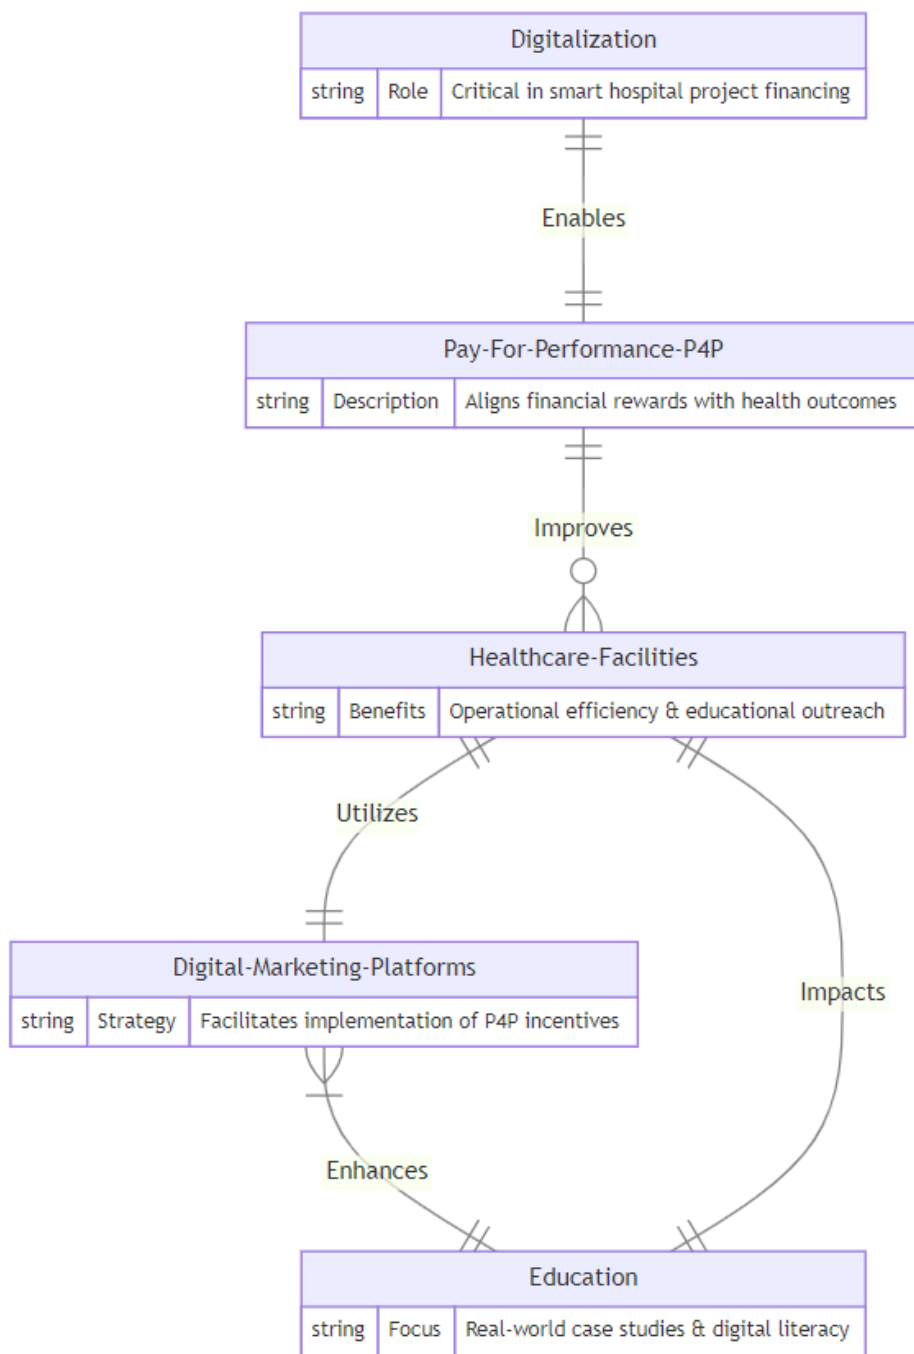 Digitalization
string Role Critical in smart hospital project financing
Enables
Pay-For-Performance-P4P
string Description Aligns financial rewards with health outcomes
Improves
Healthcare-Facilities
string Benefits Operational efficiency & educational outreach
Utilizes
Digital-Marketing-Platforms
string Strategy Facilitates implementation of P4P incentives
Impacts
Enhances
Education
string Focus Real-world case studies & digital literacy